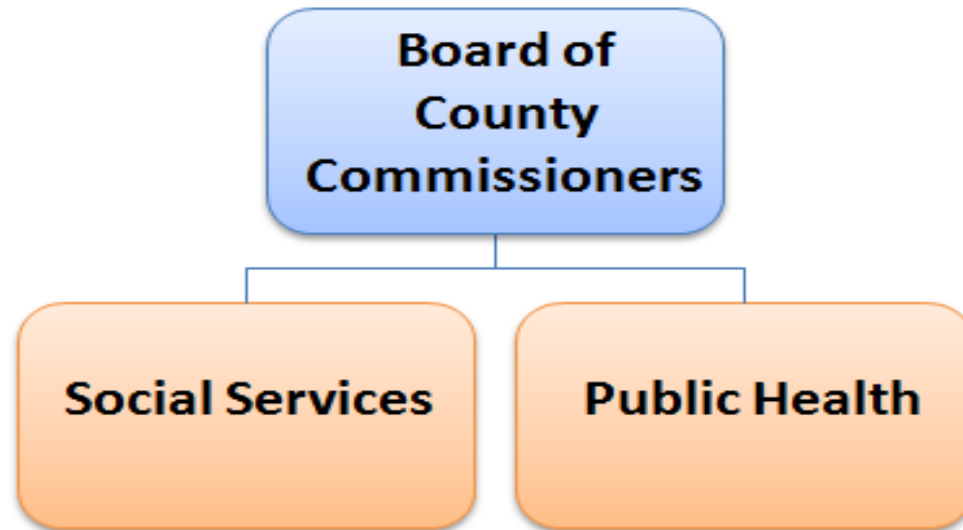 Board of
County
Commissioners
Social Services
Public Health